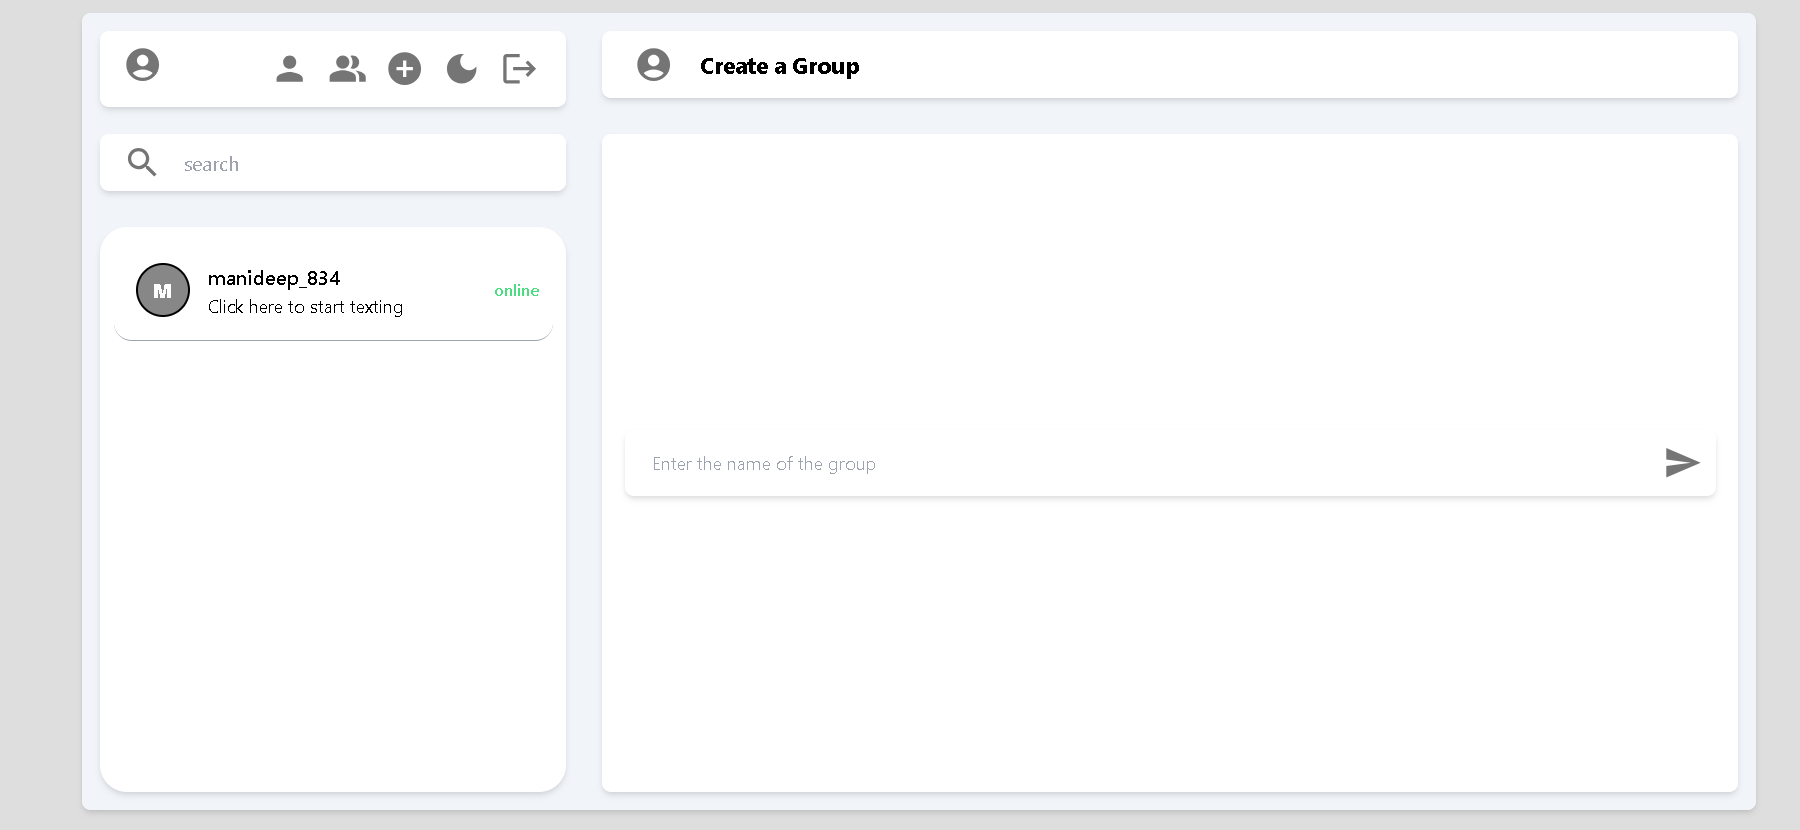 Create a Group
search
M
manideep_834
Click here to start texting
online
Enter the name of the group